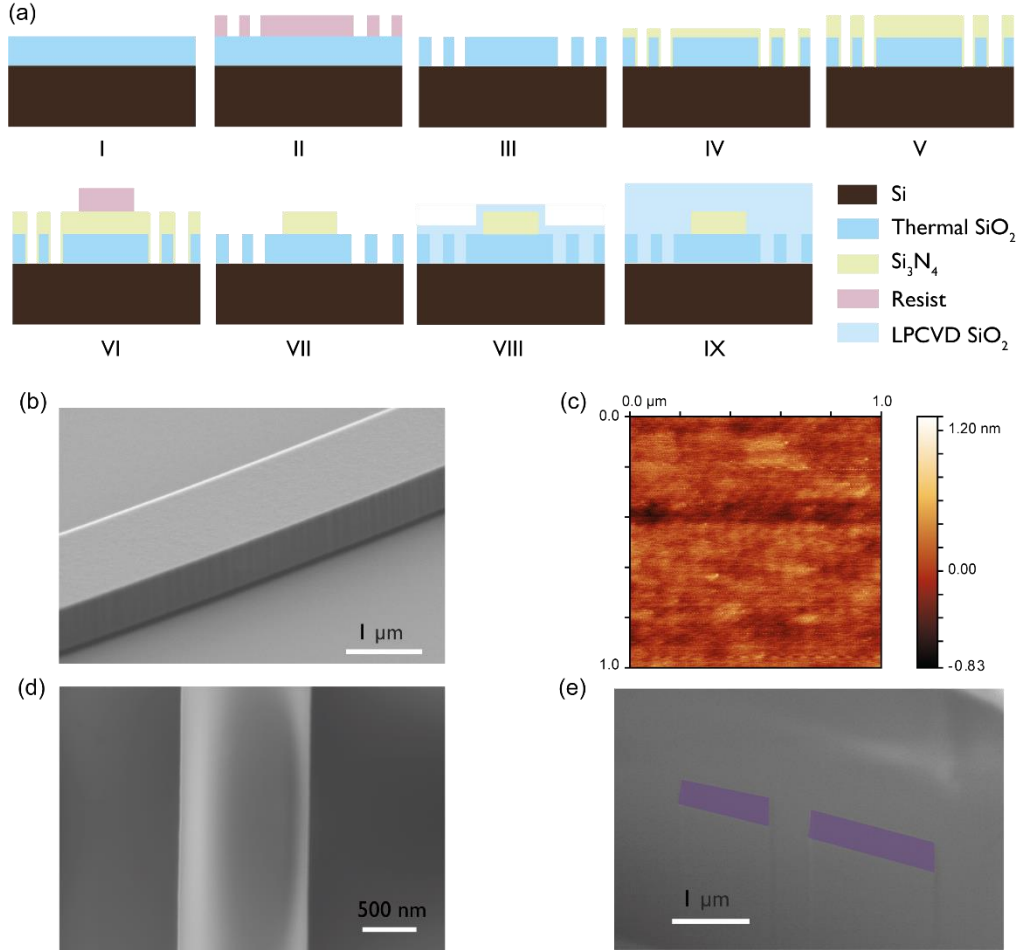 (a)
I
II
III
IV
V
VI
VII
VIII
IX
Si
Thermal SiO₂
Si₃N₄
Resist
LPCVD SiO₂
(b)
1 μm
(c)
0.0 μm 1.0
0.0
1.0
1.20 nm
0.00
-0.83
(d)
500 nm
(e)
1 μm